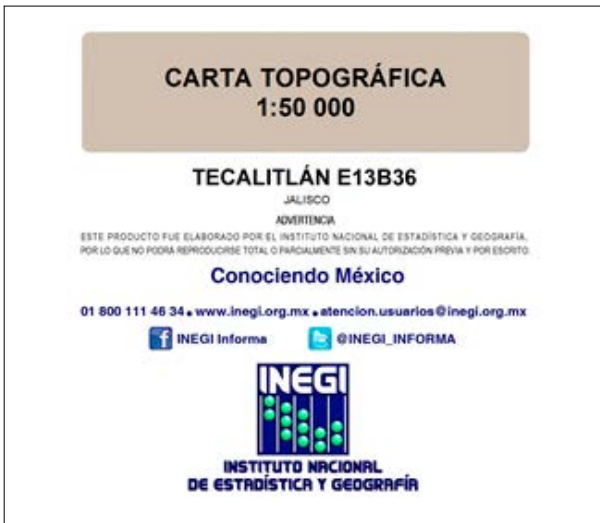 CARTA TOPOGRÁFICA
1:50 000
TECALITLÁN E13B36
JALISCO
ADVERTENCIA
ESTE PRODUCTO FUE ELABORADO POR EL INSTITUTO NACIONAL DE ESTADÍSTICA Y GEOGRAFÍA,
POR LO QUE NO PODRÁ REPRODUCIRSE TOTAL O PARCIALMENTE SIN SU AUTORIZACIÓN PREVIA Y POR ESCRITO
Conociendo México
01 800 111 46 34 • www.inegi.org.mx • atencion.usuarios@inegi.org.mx
INEGI Informa @INEGI_INFORMA
INEGI
INSTITUTO NACIONAL
DE ESTADÍSTICA Y GEOGRAFÍA